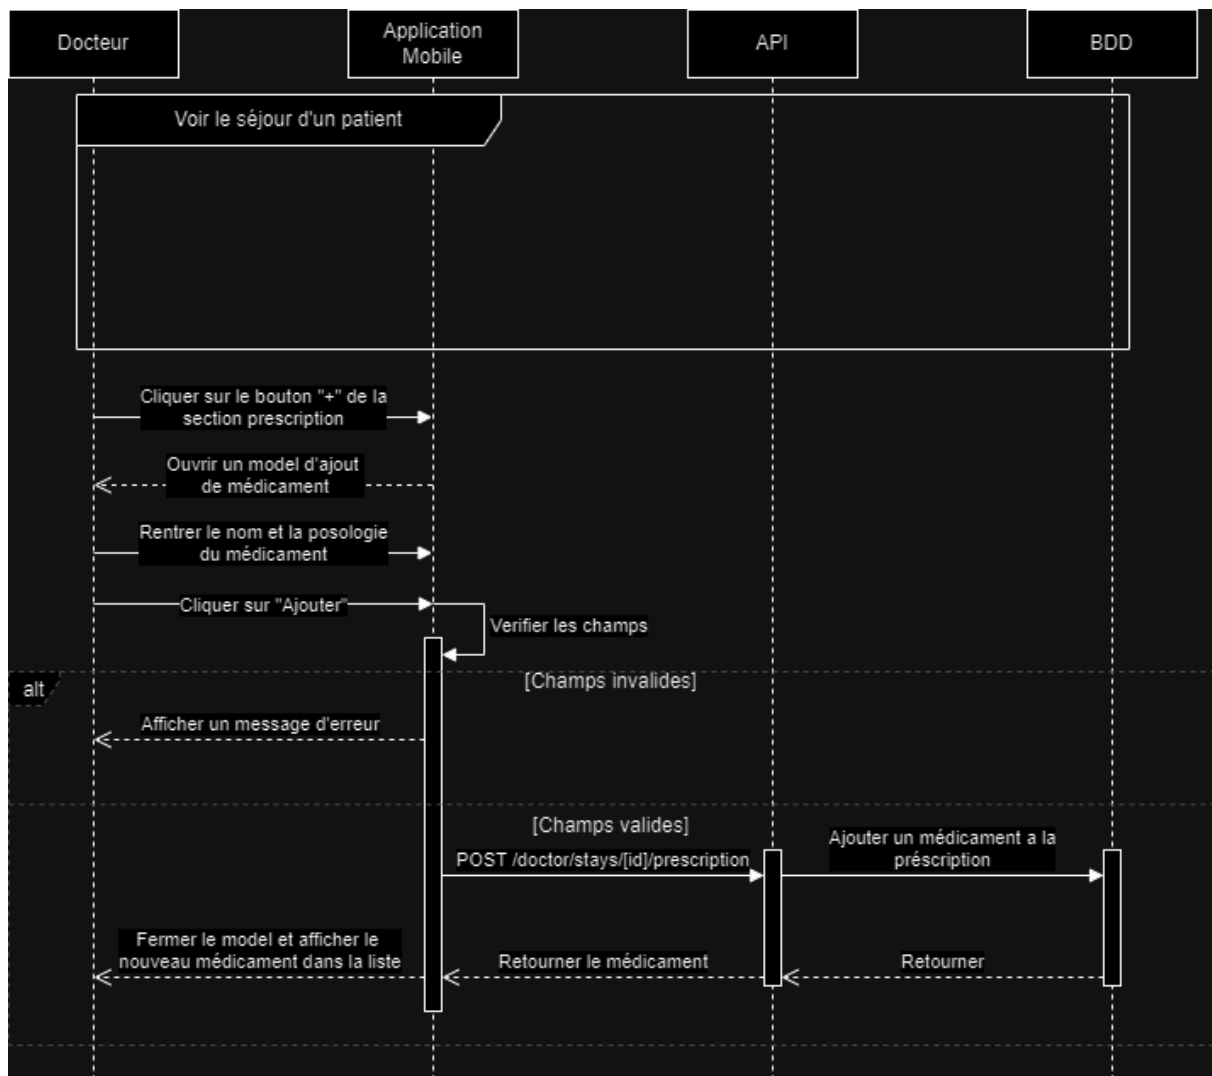 Docteur
Application
Mobile
API
BDD
Voir le séjour d'un patient
Cliquer sur le bouton "+" de la
section prescription
Ouvrir un model d'ajout
de médicament
Rentrer le nom et la posologie
du médicament
Cliquer sur "Ajouter"
Verifier les champs
alt
[Champs invalides]
Afficher un message d'erreur
[Champs valides]
POST /doctor/stays/[id]/prescription
Ajouter un médicament a la
préscription
Fermer le model et afficher le
nouveau médicament dans la liste
Retourner le médicament
Retourner